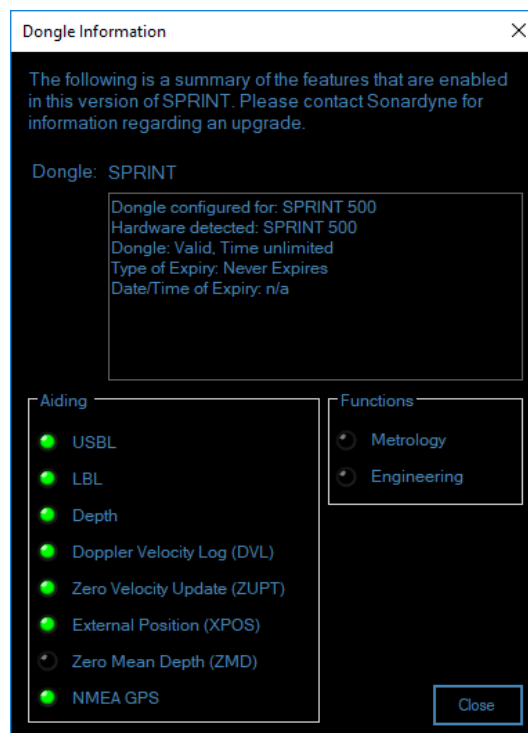 Dongle Information
The following is a summary of the features that are enabled
in this version of SPRINT. Please contact Sonardyne for
information regarding an upgrade.
Dongle: SPRINT
Dongle configured for: SPRINT 500
Hardware detected: SPRINT 500
Dongle: Valid, Time unlimited
Type of Expiry: Never Expires
Date/Time of Expiry: n/a
Aiding
USBL
LBL
Depth
Doppler Velocity Log (DVL)
Zero Velocity Update (ZUPT)
External Position (XPOS)
Zero Mean Depth (ZMD)
NMEA GPS
Functions
Metrology
Engineering
Close